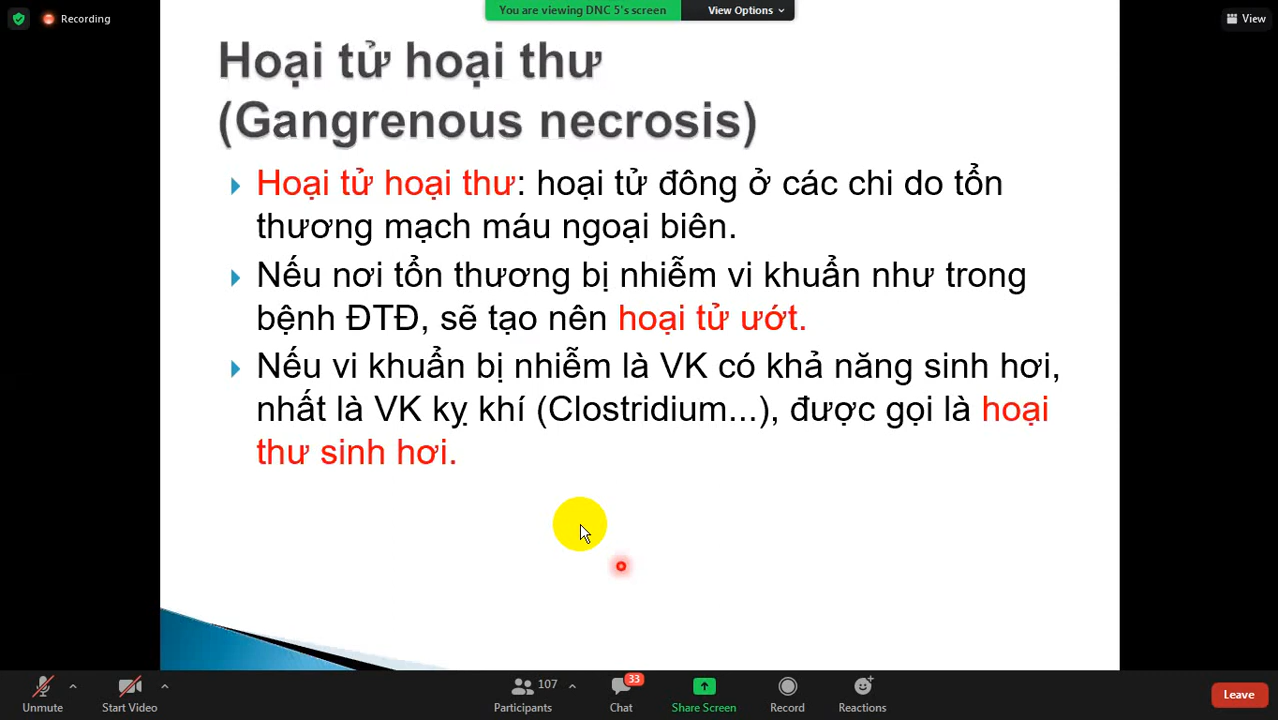 You are viewing DNC 5's screen
View Options
Recording
View
Hoại tử hoại thư
(Gangrenous necrosis)
Hoại tử hoại thư: hoại tử đông ở các chi do tổn
thương mạch máu ngoại biên.
Nếu nơi tổn thương bị nhiễm vi khuẩn như trong
bệnh ĐTĐ, sẽ tạo nên hoại tử ướt.
Nếu vi khuẩn bị nhiễm là VK có khả năng sinh hơi,
nhất là VK kỵ khí (Clostridium...), được gọi là hoại
thư sinh hơi.
Unmute
Start Video
107
Participants
33
Chat
Share Screen
Record
Reactions
Leave